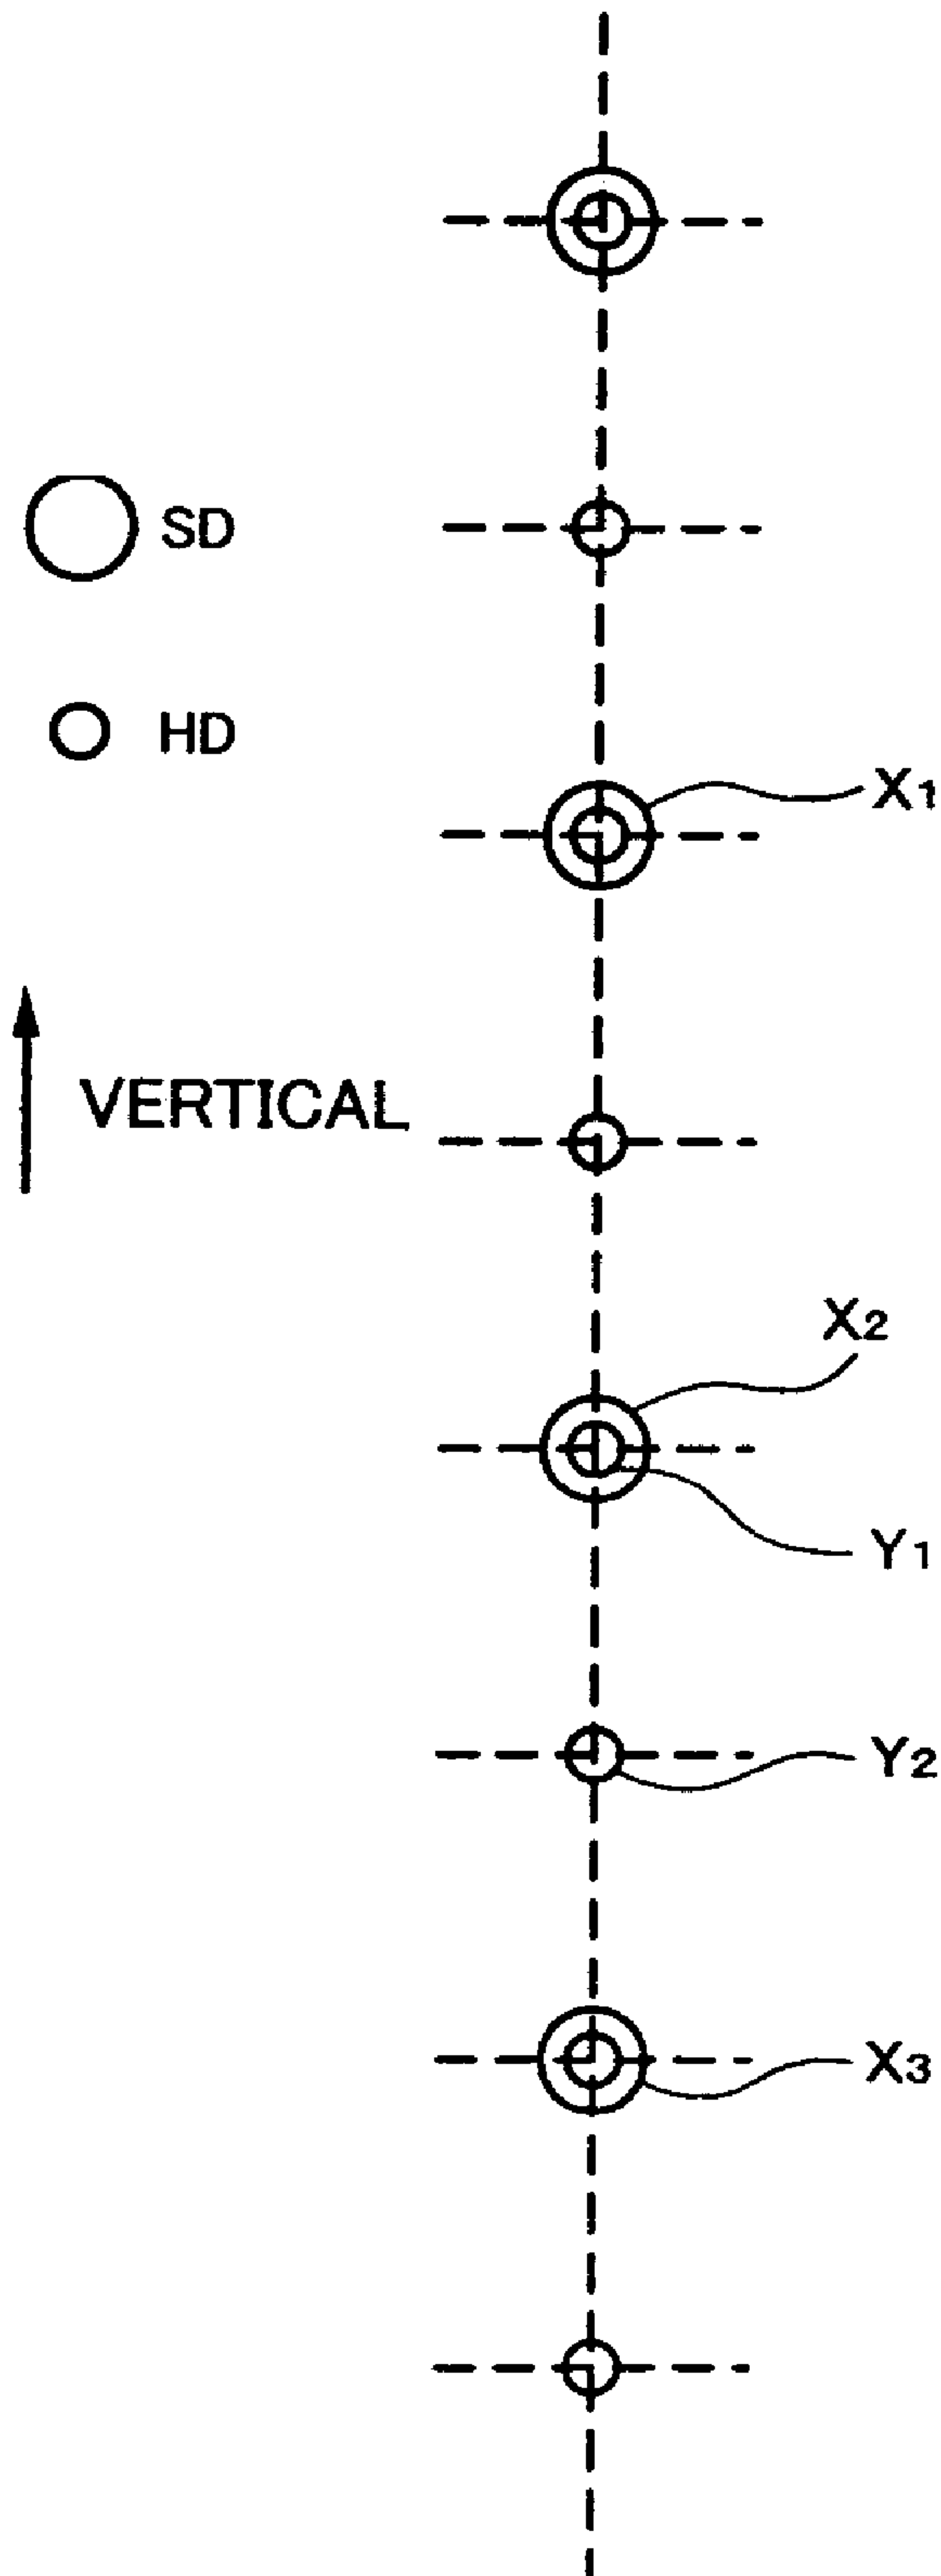 SD
HD
X1
VERTICAL
X2
Y1
Y2
X3